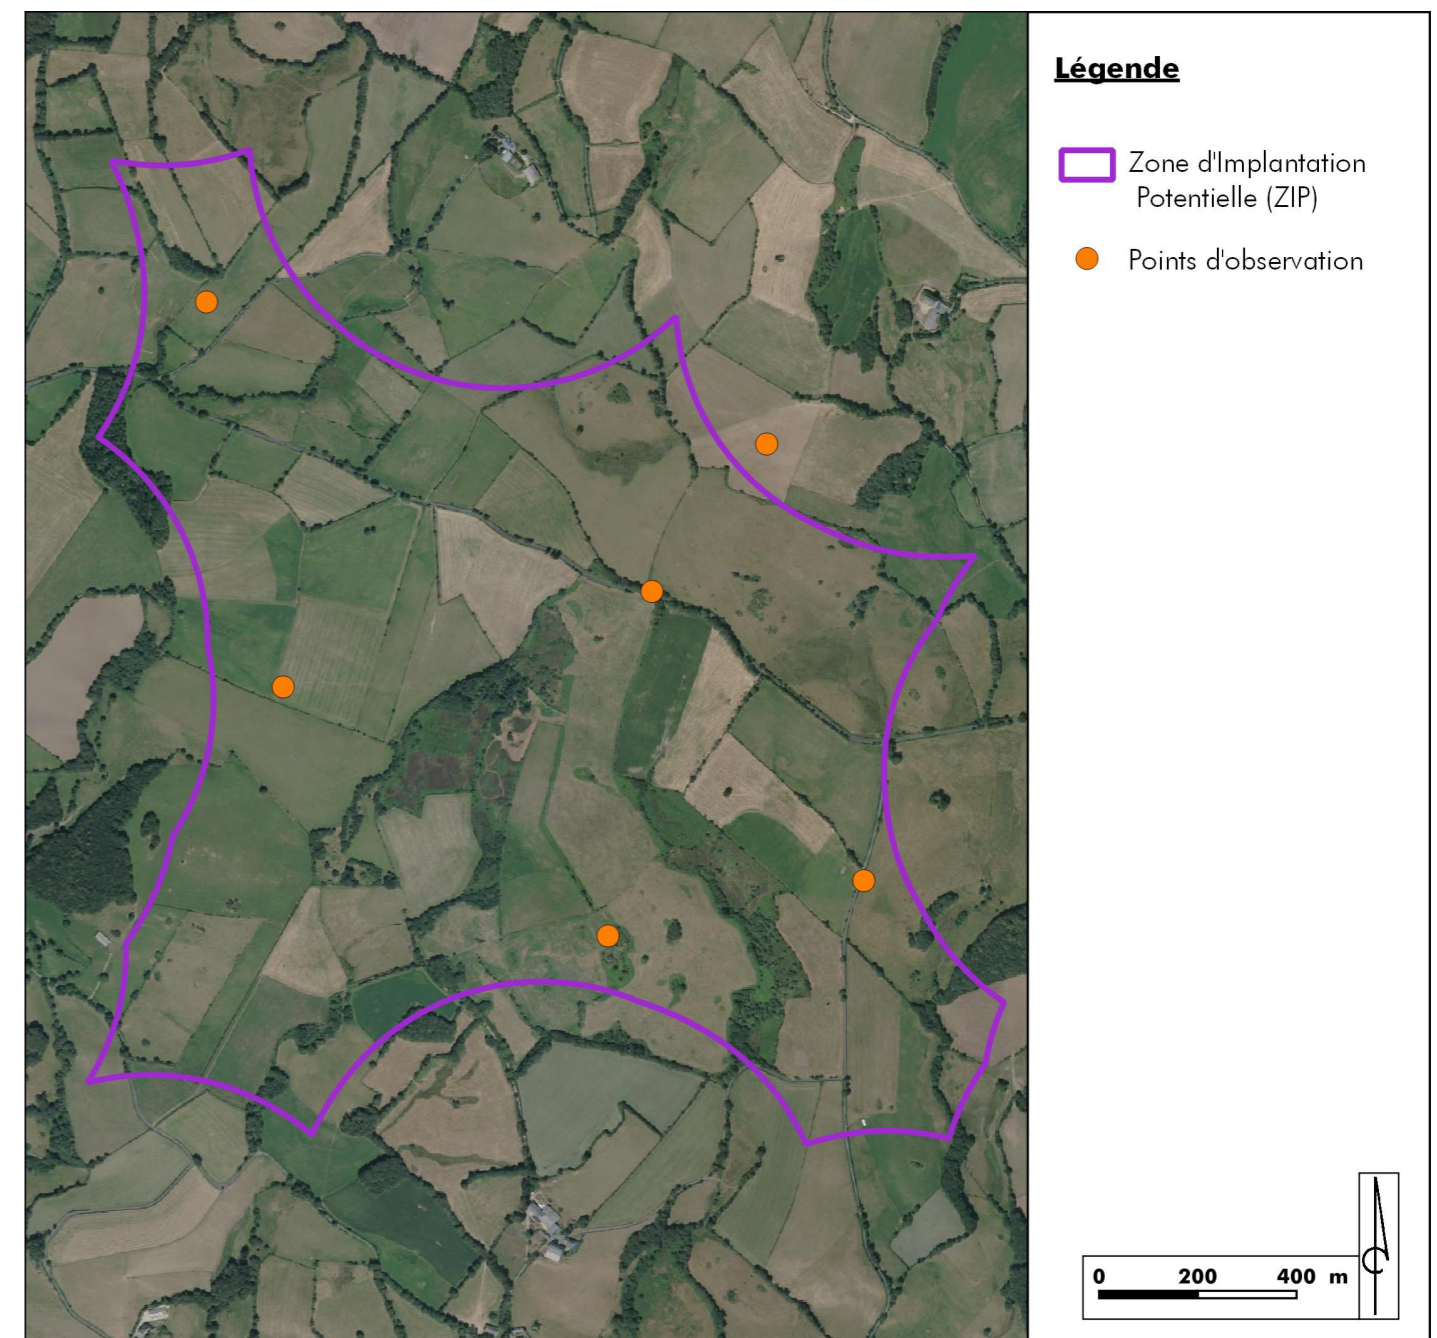 Légende
Zone d'Implantation
Potentielle (ZIP)
Points d'observation
0 200 400 m